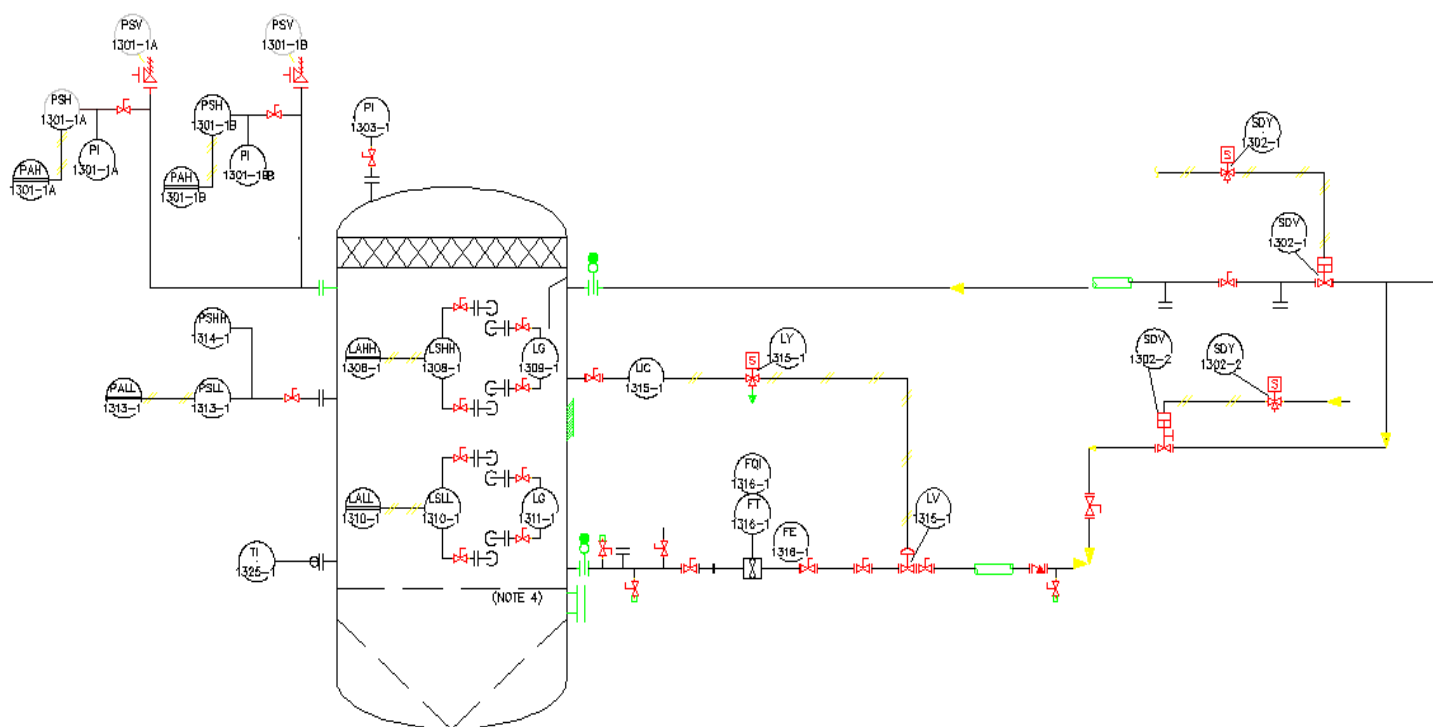 PSV
1301-1A
PSV
1301-1B
PSH
1301-1A
PSH
1301-1B
PI
1303-1
PI
1301-1A
PI
1301-1BB
PAH
1301-1A
PAH
1301-1B
SDY
1302-1
SDV
1302-1
PSHH
1314-1
LAHH
1308-1
LSHH
1308-1
LG
1309-1
LIC
1315-1
S
LY
1315-1
SDV
1302-2
SDY
1302-2
S
S
PALL
1313-1
PSLL
1313-1
FQI
1316-1
LALL
1310-1
LSLL
1310-1
LG
1311-1
FT
1316-1
LV
1315-1
FE
1316-1
TI
1325-1
(NOTE 4)